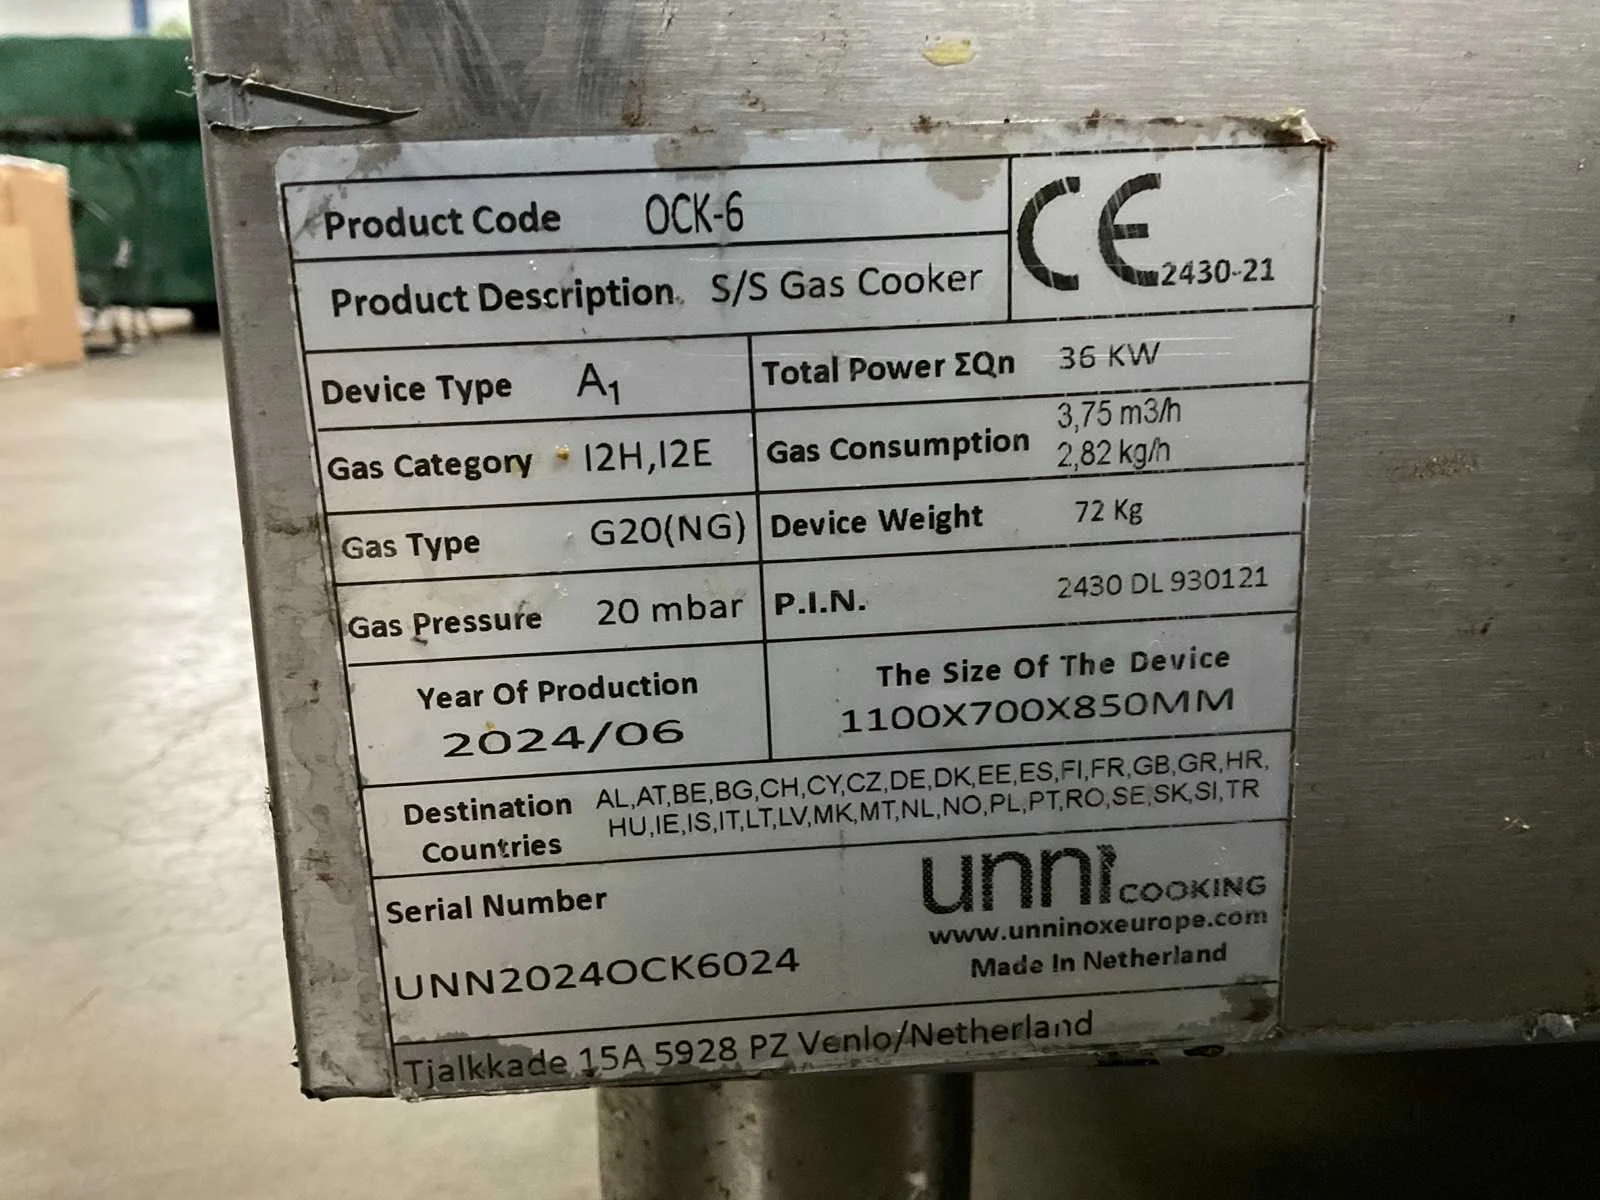 Product Code OCK-6
CE 2430-21
Product Description. S/S Gas Cooker
Device Type A1
Total Power ΣQn 36 KW
Gas Category I2H,I2E
Gas Consumption 3,75 m3/h
2,82 kg/h
Gas Type G20(NG)
Device Weight 72 Kg
Gas Pressure 20 mbar
P.I.N. 2430 DL 930121
Year Of Production
2024/06
The Size Of The Device
1100X700X850MM
Destination Countries AL,AT,BE,BG,CH,CY,CZ,DE,DK,EE,ES,FI,FR,GB,GR,HR,
HU,IE,IS,IT,LT,LV,MK,MT,NL,NO,PL,PT,RO,SE,SK,SI,TR
Serial Number
UNN2024OCK6024
unni COOKING
www.unninoxeurope.com
Made In Netherland
Tjalkkade 15A 5928 PZ Venlo/Netherland